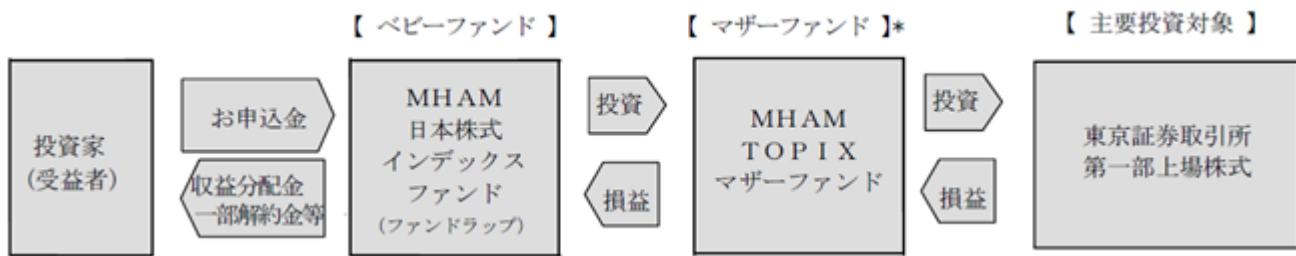 【 ベビーファンド 】
【 マザーファンド 】*
【 主要投資対象 】
投資家
(受益者)
お申込金
収益分配金
一部解約金等
MHAM
日本株式
インデックス
ファンド
(ファンドラップ)
投資
損益
MHAM
TOPIX
マザーファンド
投資
損益
東京証券取引所
第一部上場株式